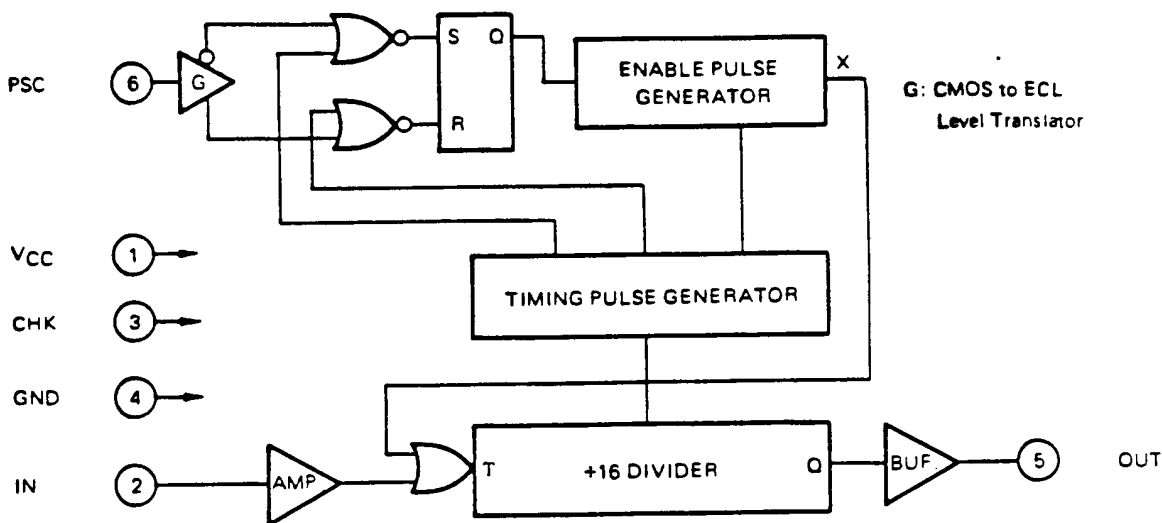 PSC
6
G
S Q
R
ENABLE PULSE
GENERATOR
X
G: CMOS to ECL
Level Translator
VCC
1
CHK
3
TIMING PULSE GENERATOR
GND
4
IN
2
AMP
T
+16 DIVIDER
Q
BUF.
5
OUT